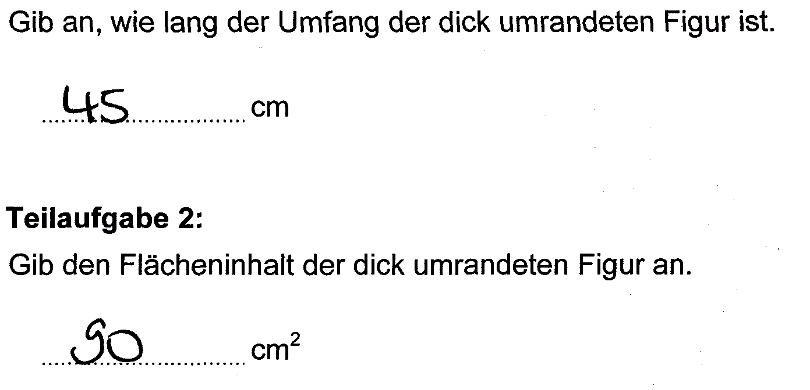 Gib an, wie lang der Umfang der dick umrandeten Figur ist.
45 cm
Teilaufgabe 2:
Gib den Flächeninhalt der dick umrandeten Figur an.
90 cm²